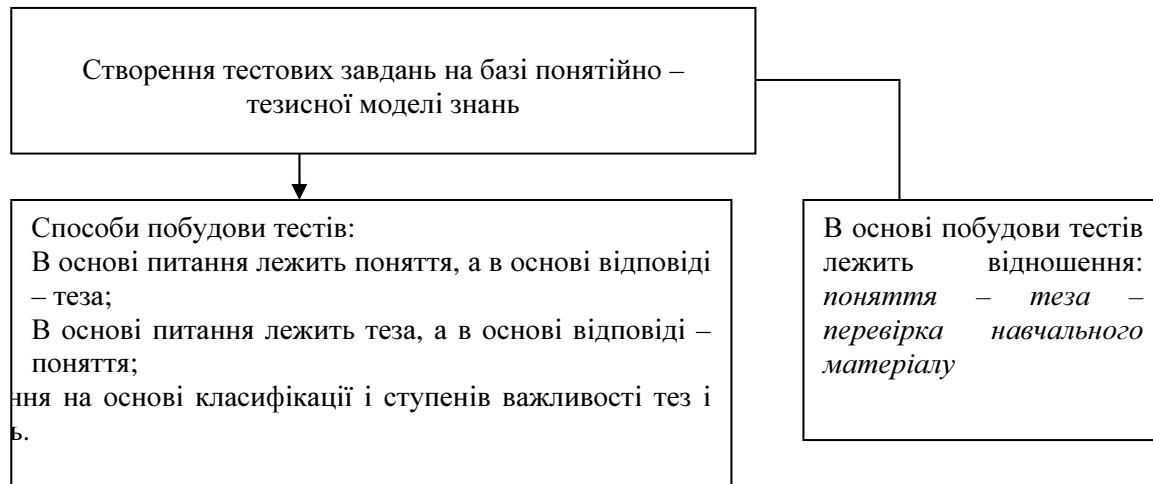 Створення тестових завдань на базі понятійно –
тезисної моделі знань
Способи побудови тестів:
В основі питання лежить поняття, а в основі відповіді
– теза;
В основі питання лежить теза, а в основі відповіді –
поняття;
на основі класифікації і ступенів важливості тез і
В основі побудови тестів
лежить відношення:
поняття – теза –
перевірка навчального
матеріалу